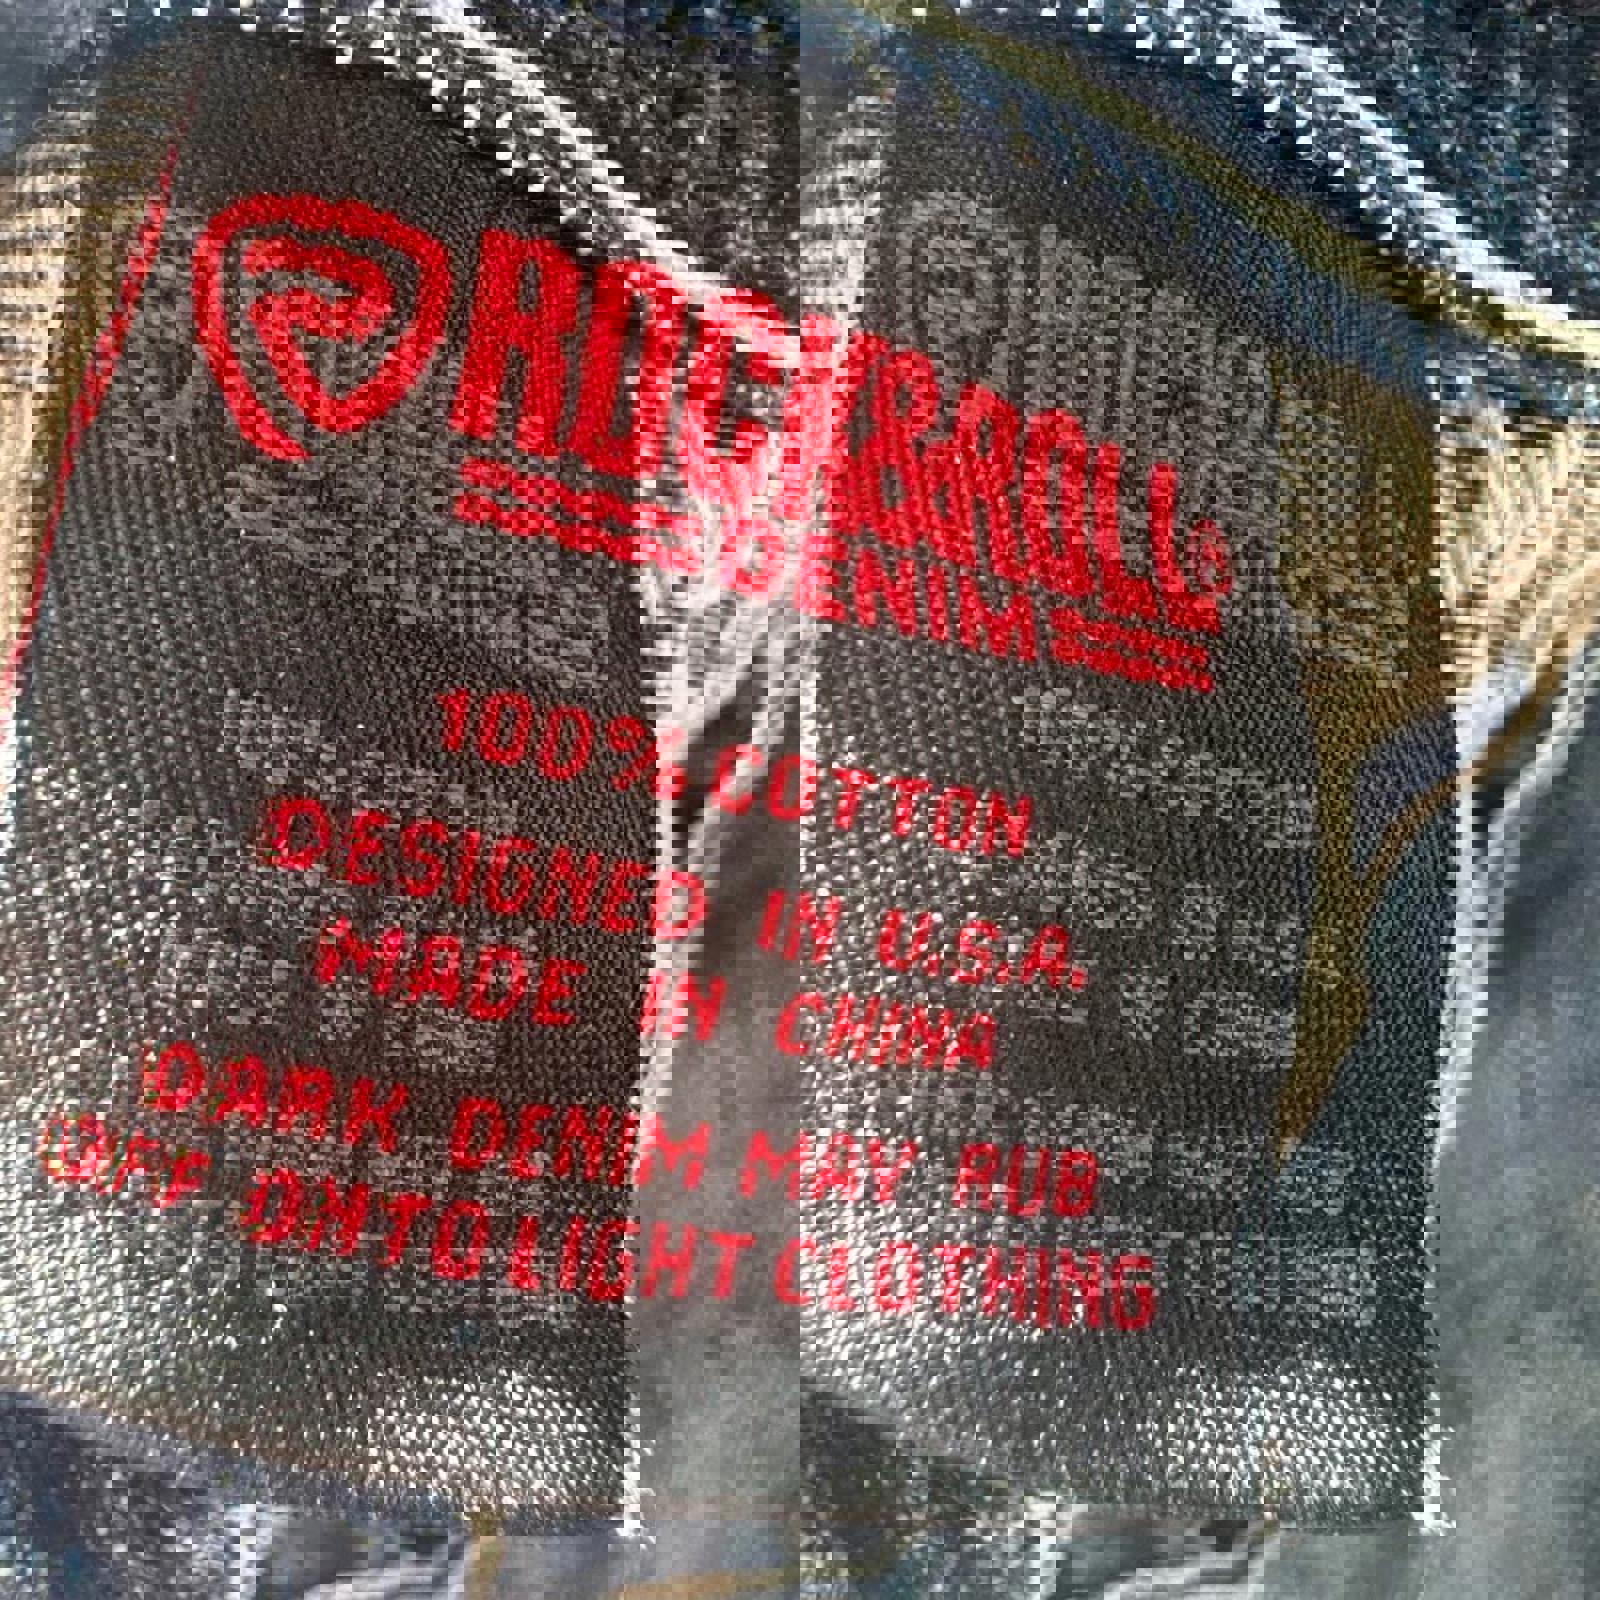 ROCK&ROLL®
DENIM
100% COTTON
DESIGNED IN U.S.A.
MADE IN CHINA
DARK DENIM MAY RUB
OFF ONTO LIGHT CLOTHING